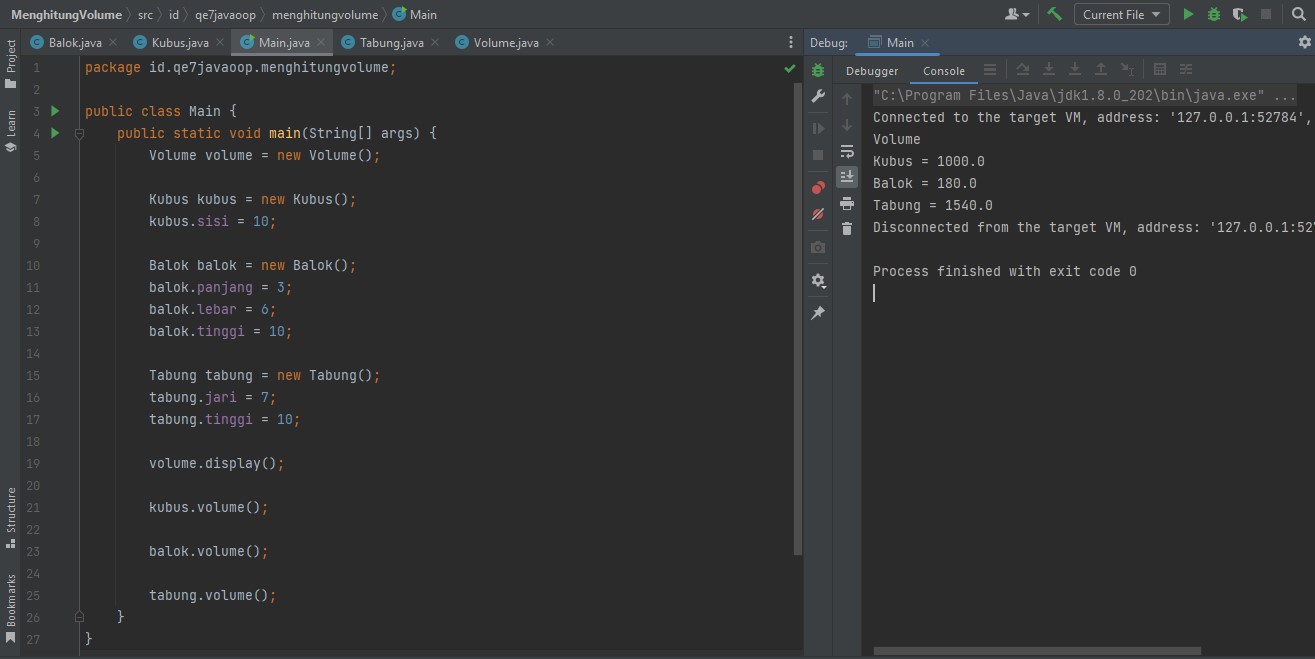 MenghitungVolume src id qe7javaoop menghitungvolume Main
Current File
Project
Learn
Structure
Bookmarks
Balok.java Kubus.java Main.java Tabung.java Volume.java
1 package id.qe7javaoop.menghitungvolume;
2
3 public class Main {
4 public static void main(String[] args) {
5 Volume volume = new Volume();
6
7 Kubus kubus = new Kubus();
8 kubus.sisi = 10;
9
10 Balok balok = new Balok();
11 balok.panjang = 3;
12 balok.lebar = 6;
13 balok.tinggi = 10;
14
15 Tabung tabung = new Tabung();
16 tabung.jari = 7;
17 tabung.tinggi = 10;
18
19 volume.display();
20
21 kubus.volume();
22
23 balok.volume();
24
25 tabung.volume();
26 }
27 }
Debug: Main
Debugger Console
"C:\Program Files\Java\jdk1.8.0_202\bin\java.exe" ...
Connected to the target VM, address: '127.0.0.1:52784',
Volume
Kubus = 1000.0
Balok = 180.0
Tabung = 1540.0
Disconnected from the target VM, address: '127.0.0.1:527
Process finished with exit code 0